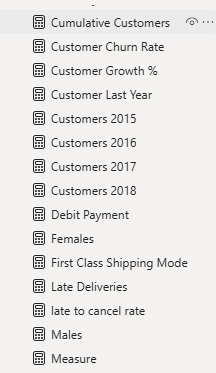 Cumulative Customers
Customer Churn Rate
Customer Growth %
Customer Last Year
Customers 2015
Customers 2016
Customers 2017
Customers 2018
Debit Payment
Females
First Class Shipping Mode
Late Deliveries
late to cancel rate
Males
Measure